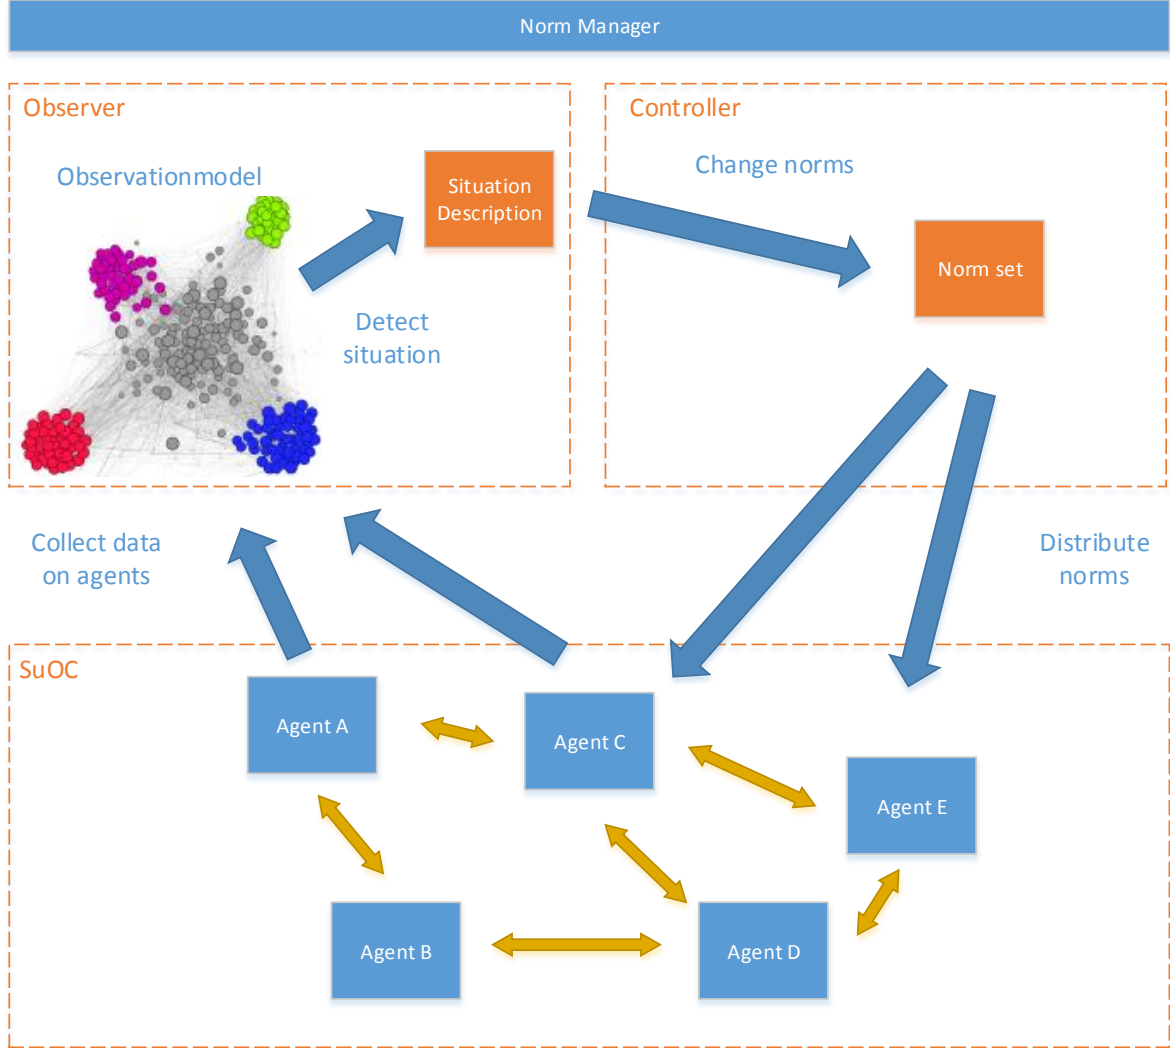 Norm Manager
Observer
Observationmodel
Situation
Description
Detect
situation
Controller
Change norms
Norm set
Collect data
on agents
Distribute
norms
SuOC
Agent A
Agent C
Agent E
Agent B
Agent D